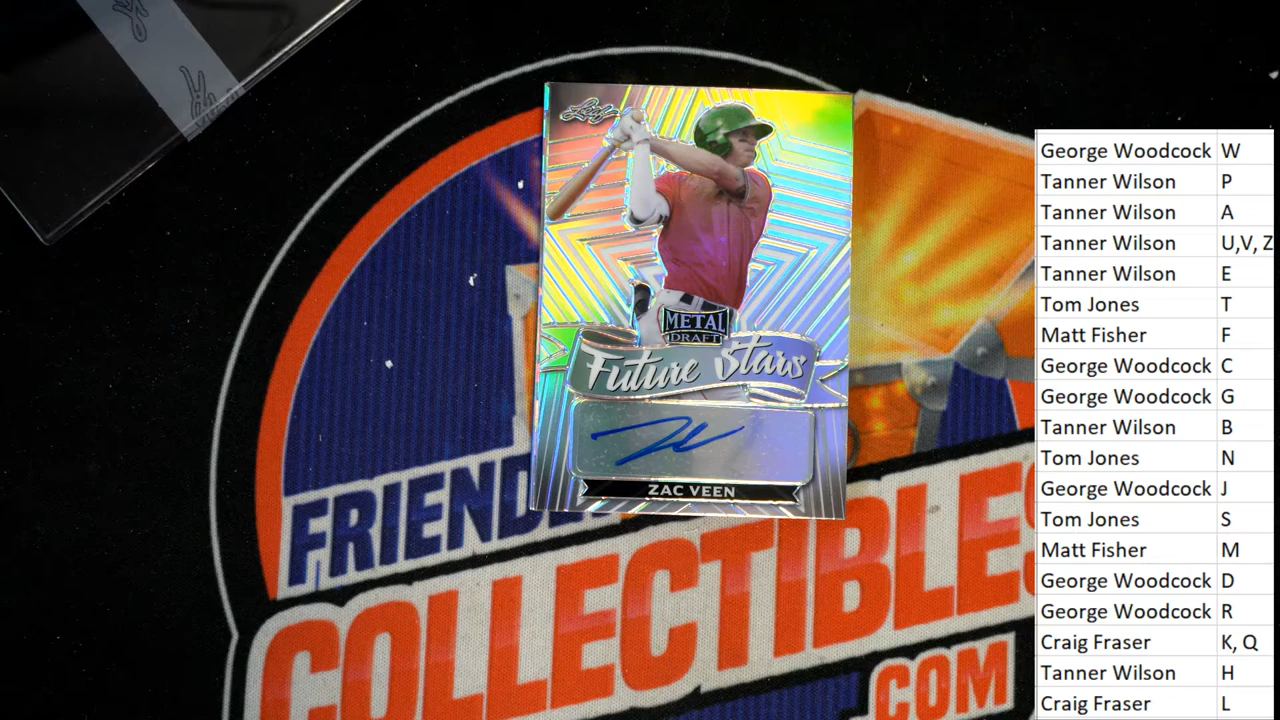 Leaf
METAL
DRAFT
Future Stars
ZAC VEEN
FRIEND
COLLECTIBLES
.COM
George Woodcock W
Tanner Wilson P
Tanner Wilson A
Tanner Wilson U,V, Z
Tanner Wilson E
Tom Jones T
Matt Fisher F
George Woodcock C
George Woodcock G
Tanner Wilson B
Tom Jones N
George Woodcock J
Tom Jones S
Matt Fisher M
George Woodcock D
George Woodcock R
Craig Fraser K, Q
Tanner Wilson H
Craig Fraser L